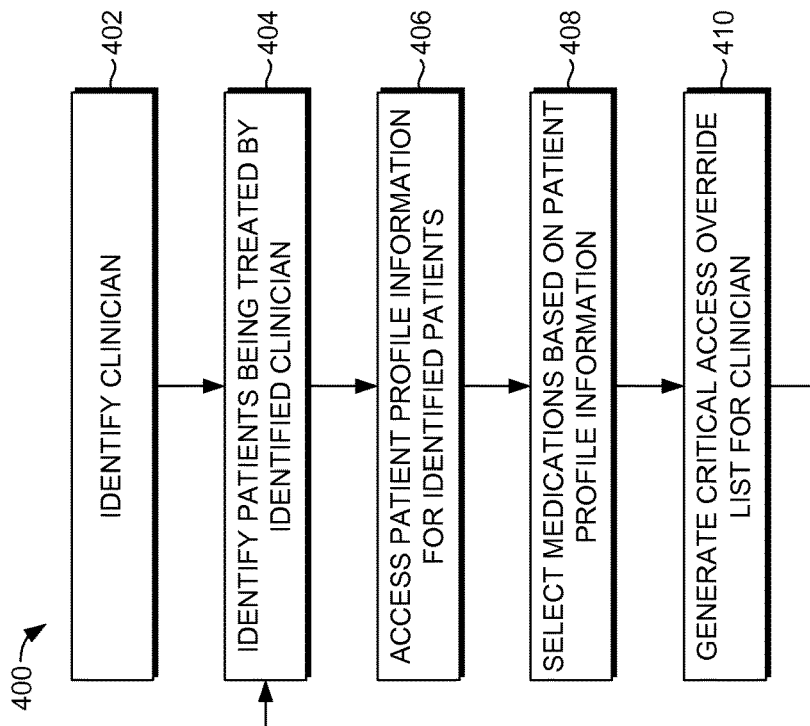 400
IDENTIFY CLINICIAN
402
IDENTIFY PATIENTS BEING TREATED BY
IDENTIFIED CLINICIAN
404
ACCESS PATIENT PROFILE INFORMATION
FOR IDENTIFIED PATIENTS
406
SELECT MEDICATIONS BASED ON PATIENT
PROFILE INFORMATION
408
GENERATE CRITICAL ACCESS OVERRIDE
LIST FOR CLINICIAN
410